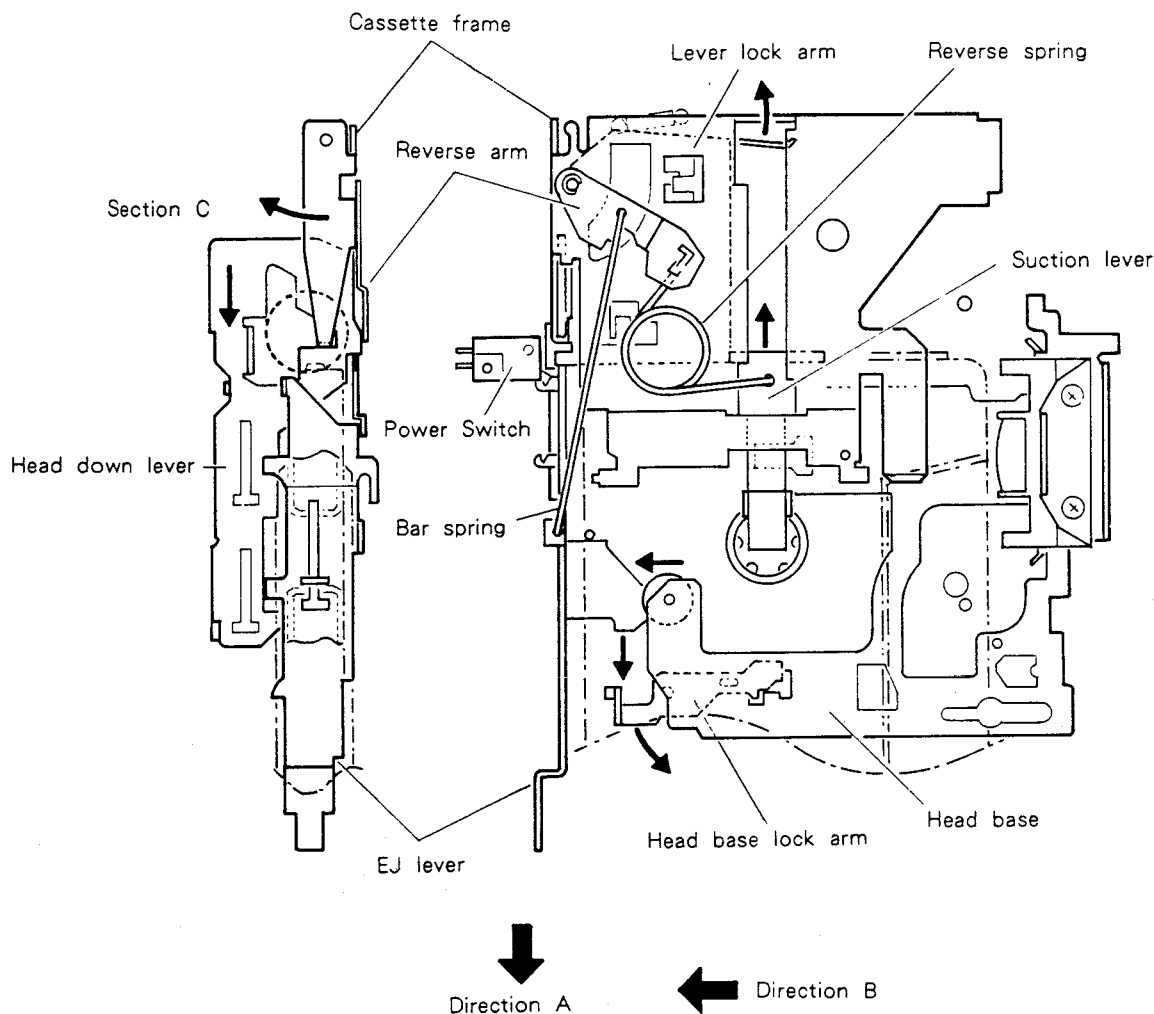 Cassette frame
Lever lock arm
Reverse spring
Reverse arm
Section C
Suction lever
Power Switch
Head down lever
Bar spring
Head base
Head base lock arm
EJ lever
Direction A
Direction B